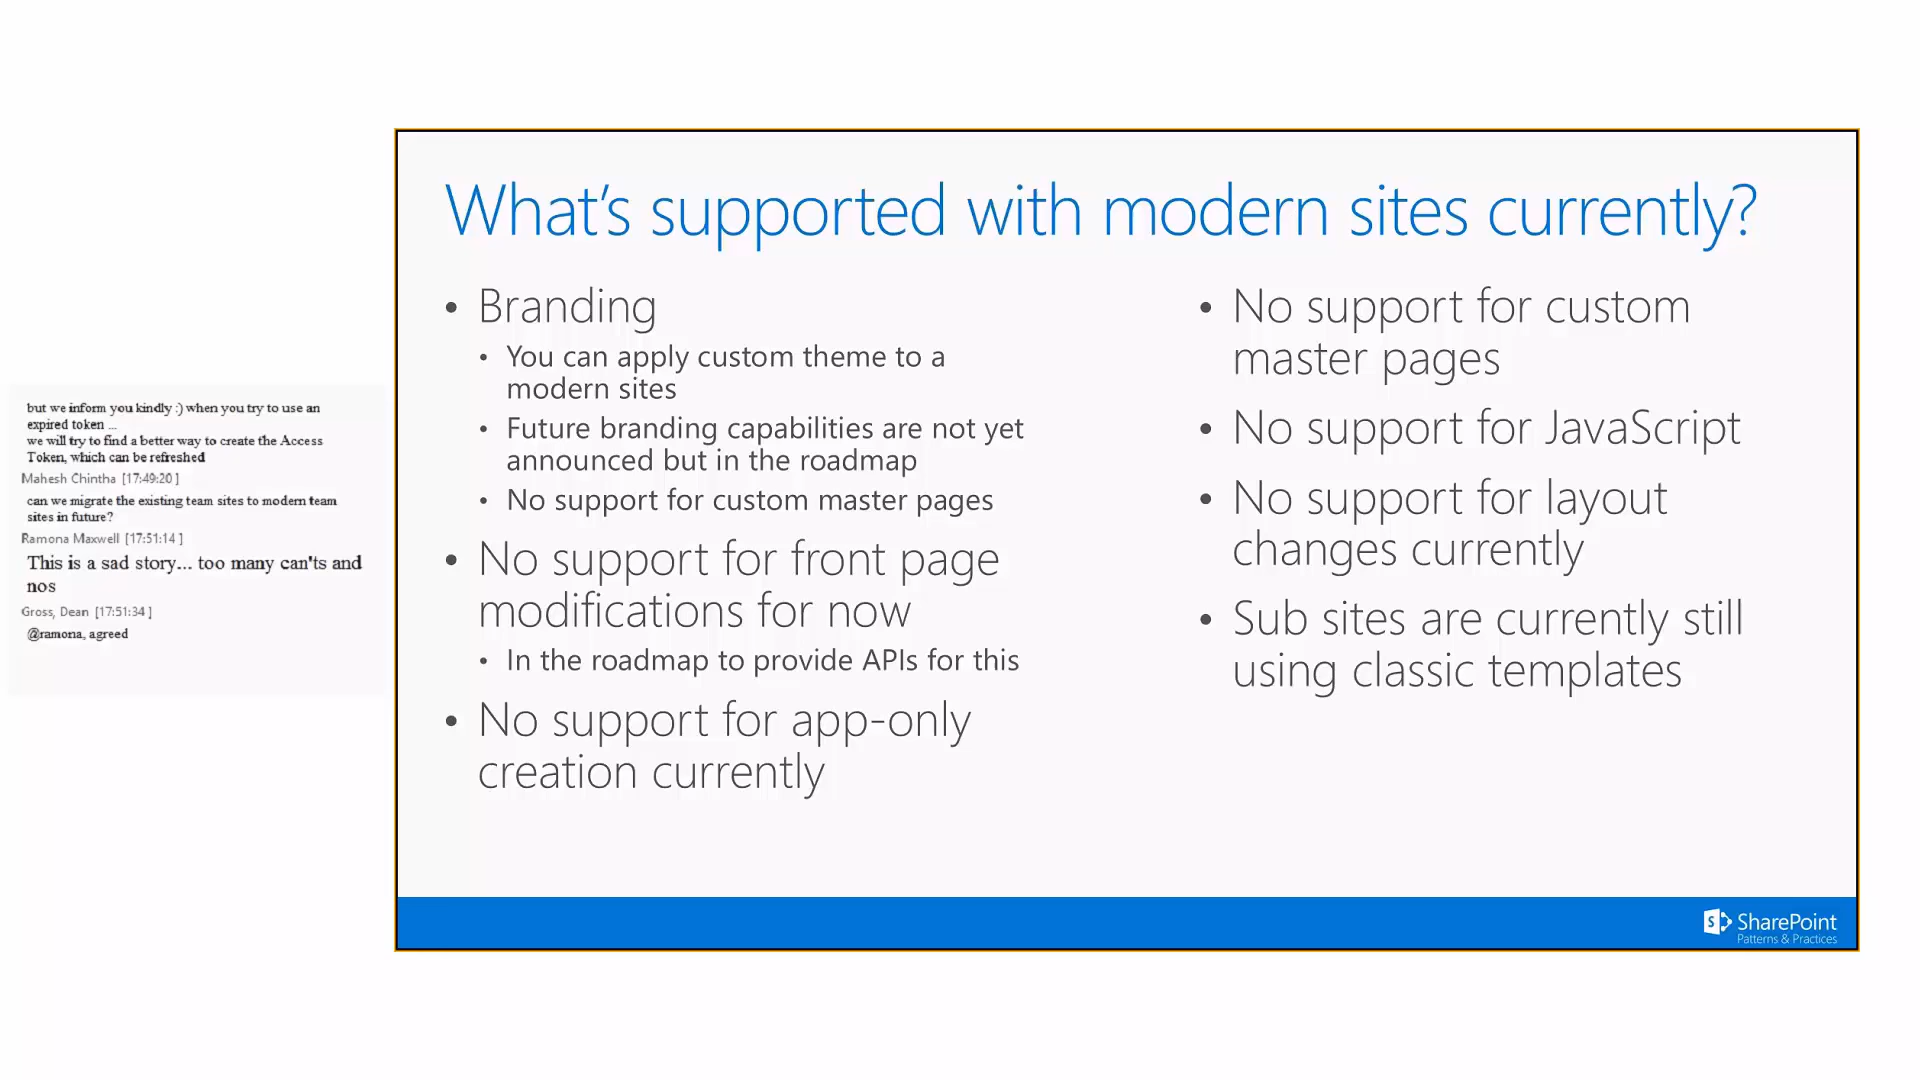 but we inform you kindly :) when you try to use an
expired token ...
we will try to find a better way to create the Access
Token, which can be refreshed
Mahesh Chintha [17:49:20 ]
can we migrate the existing team sites to modern team
sites in future?
Ramona Maxwell [17:51:14 ]
This is a sad story... too many can'ts and
nos
Gross, Dean [17:51:34 ]
@ramona, agreed
What's supported with modern sites currently?
• Branding
• You can apply custom theme to a
modern sites
• Future branding capabilities are not yet
announced but in the roadmap
• No support for custom master pages
• No support for front page
modifications for now
• In the roadmap to provide APIs for this
• No support for app-only
creation currently
• No support for custom
master pages
• No support for JavaScript
• No support for layout
changes currently
• Sub sites are currently still
using classic templates
S SharePoint
Patterns & Practices